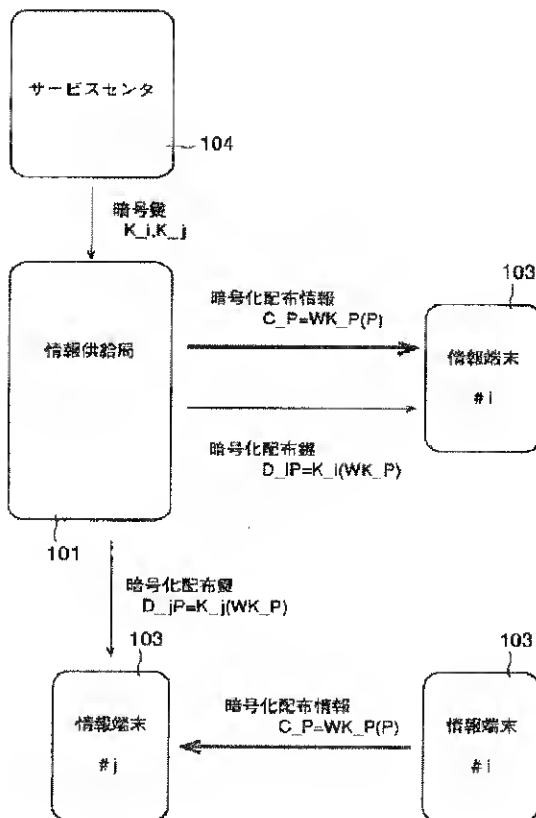 サービスセンタ
104
暗号鍵
K_i,K_j
情報供給局
101
暗号化配布情報
C_P=WK_P(P)
103
情報端末
#i
暗号化配布鍵
D_iP=K_i(WK_P)
暗号化配布鍵
D_jP=K_j(WK_P)
103
情報端末
#j
暗号化配布情報
C_P=WK_P(P)
103
情報端末
#i